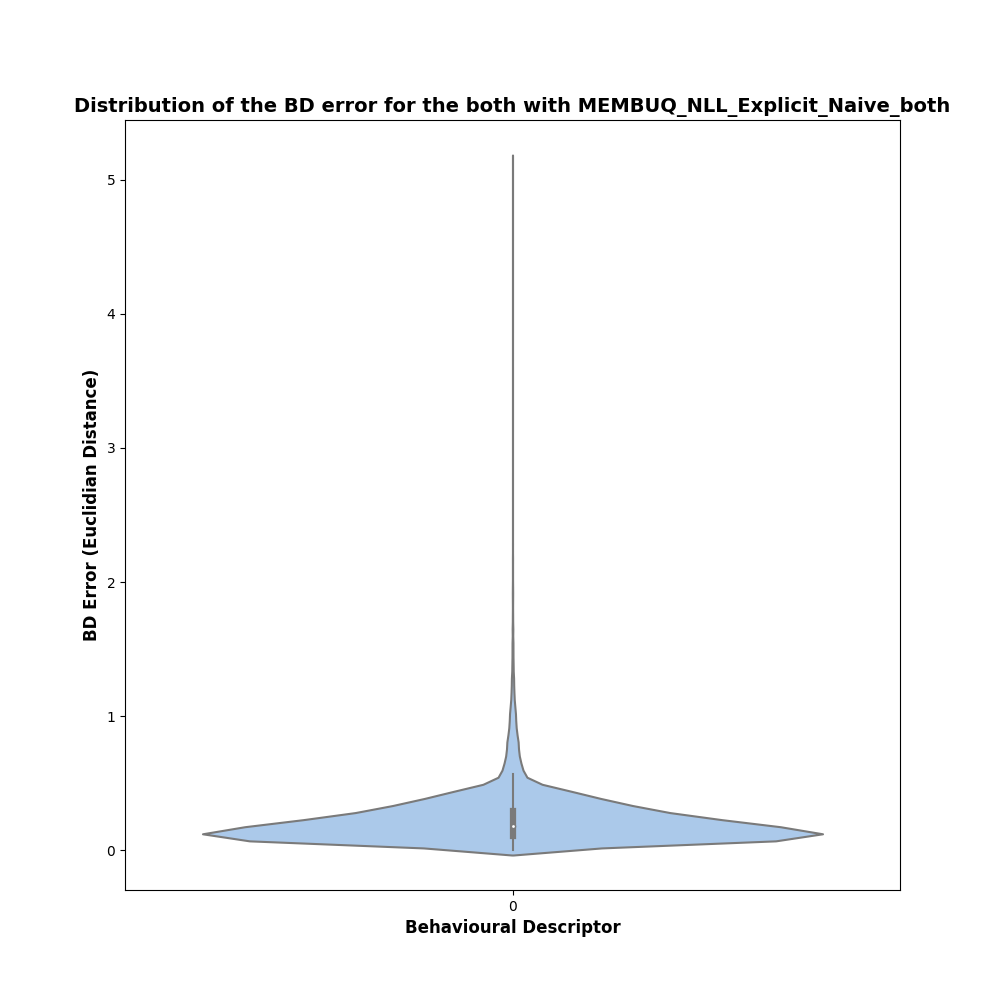 Distribution of the BD error for the both with MEMBUQ_NLL_Explicit_Naive_both
5
4
3
2
1
0
BD Error (Euclidian Distance)
0
Behavioural Descriptor